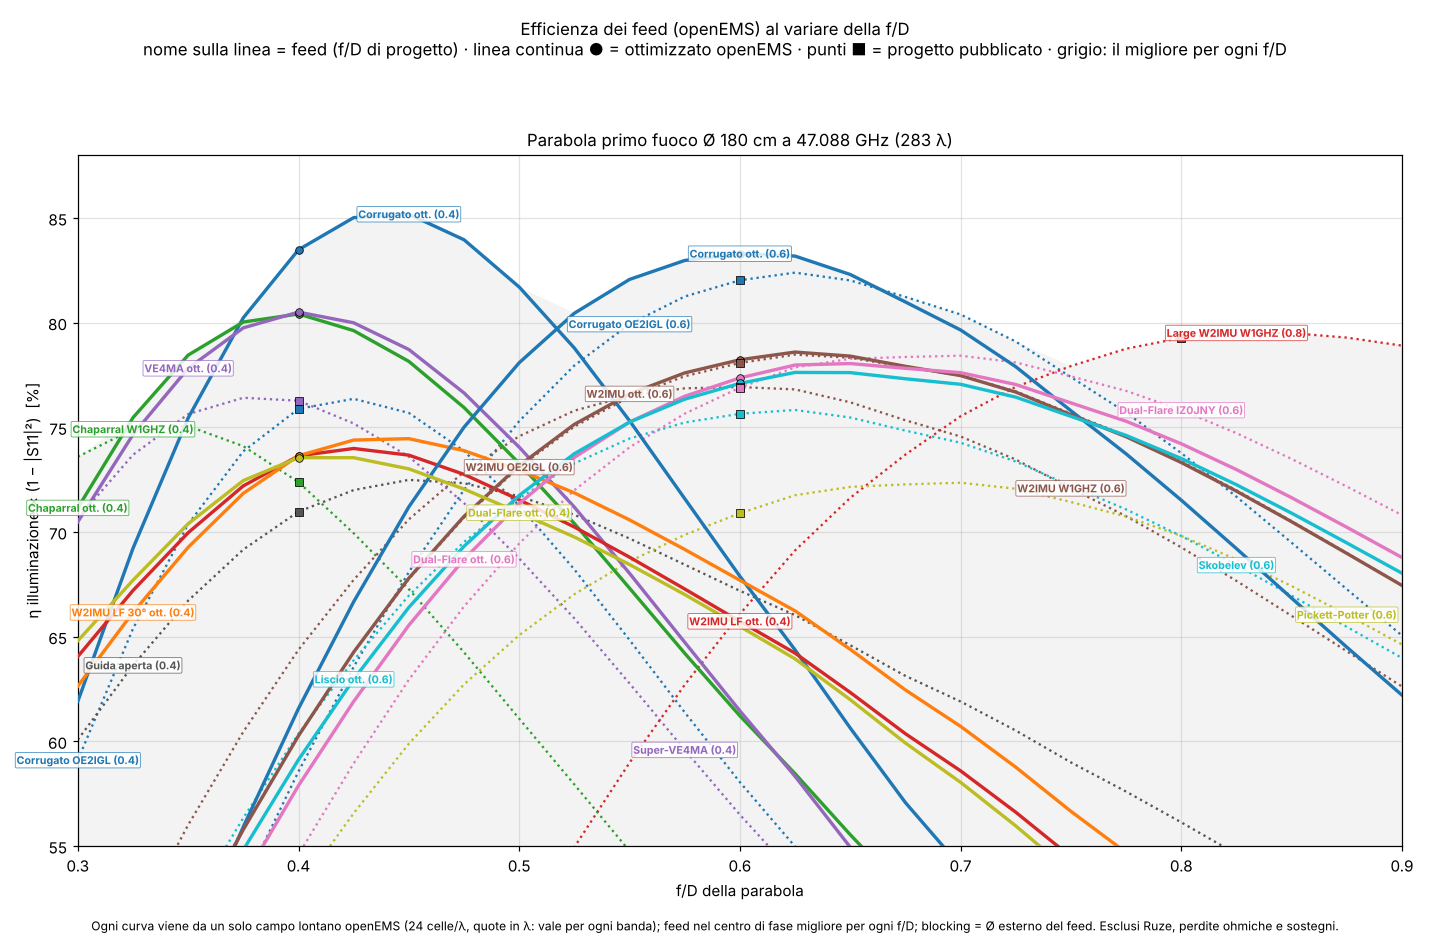 Efficienza dei feed (openEMS) al variare della f/D
nome sulla linea = feed (f/D di progetto) · linea continua ● = ottimizzato openEMS · punti ■ = progetto pubblicato · grigio: il migliore per ogni f/D
Parabola primo fuoco Ø 180 cm a 47.088 GHz (283 λ)
85
80
75
70
65
60
55
η illuminazione × (1 − |S11|²) [%]
Corrugato ott. (0.4)
Corrugato ott. (0.6)
Corrugato OE2IGL (0.6)
Large W2IMU W1GHZ (0.8)
VE4MA ott. (0.4)
W2IMU ott. (0.6)
Dual-Flare IZ0JNY (0.6)
Chaparral W1GHZ (0.4)
W2IMU OE2IGL (0.6)
W2IMU W1GHZ (0.6)
Chaparral ott. (0.4)
Dual-Flare ott. (0.4)
Dual-Flare ott. (0.6)
Skobelev (0.6)
W2IMU LF 30° ott. (0.4)
W2IMU LF ott. (0.4)
Pickett-Potter (0.6)
Guida aperta (0.4)
Liscio ott. (0.6)
Super-VE4MA (0.4)
Corrugato OE2IGL (0.4)
0.3 0.4 0.5 0.6 0.7 0.8 0.9
f/D della parabola
Ogni curva viene da un solo campo lontano openEMS (24 celle/λ, quote in λ: vale per ogni banda); feed nel centro di fase migliore per ogni f/D; blocking = Ø esterno del feed. Esclusi Ruze, perdite ohmiche e sostegni.